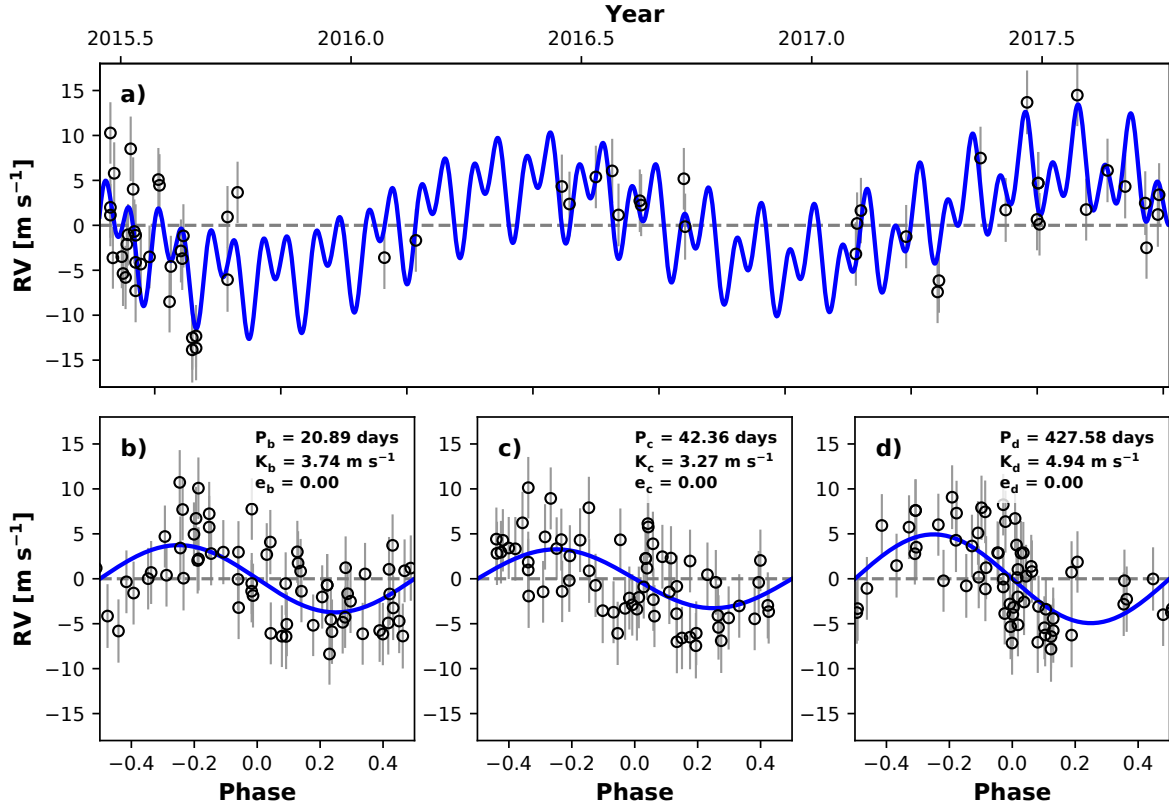 Year
2015.5 2016.0 2016.5 2017.0 2017.5
a)
15
10
5
0
−5
−10
−15
RV [m s⁻¹]
b)
P_b = 20.89 days
K_b = 3.74 m s⁻¹
e_b = 0.00
15
10
5
0
−5
−10
−15
RV [m s⁻¹]
−0.4 −0.2 0.0 0.2 0.4
Phase
c)
P_c = 42.36 days
K_c = 3.27 m s⁻¹
e_c = 0.00
15
10
5
0
−5
−10
−15
−0.4 −0.2 0.0 0.2 0.4
Phase
d)
P_d = 427.58 days
K_d = 4.94 m s⁻¹
e_d = 0.00
15
10
5
0
−5
−10
−15
−0.4 −0.2 0.0 0.2 0.4
Phase